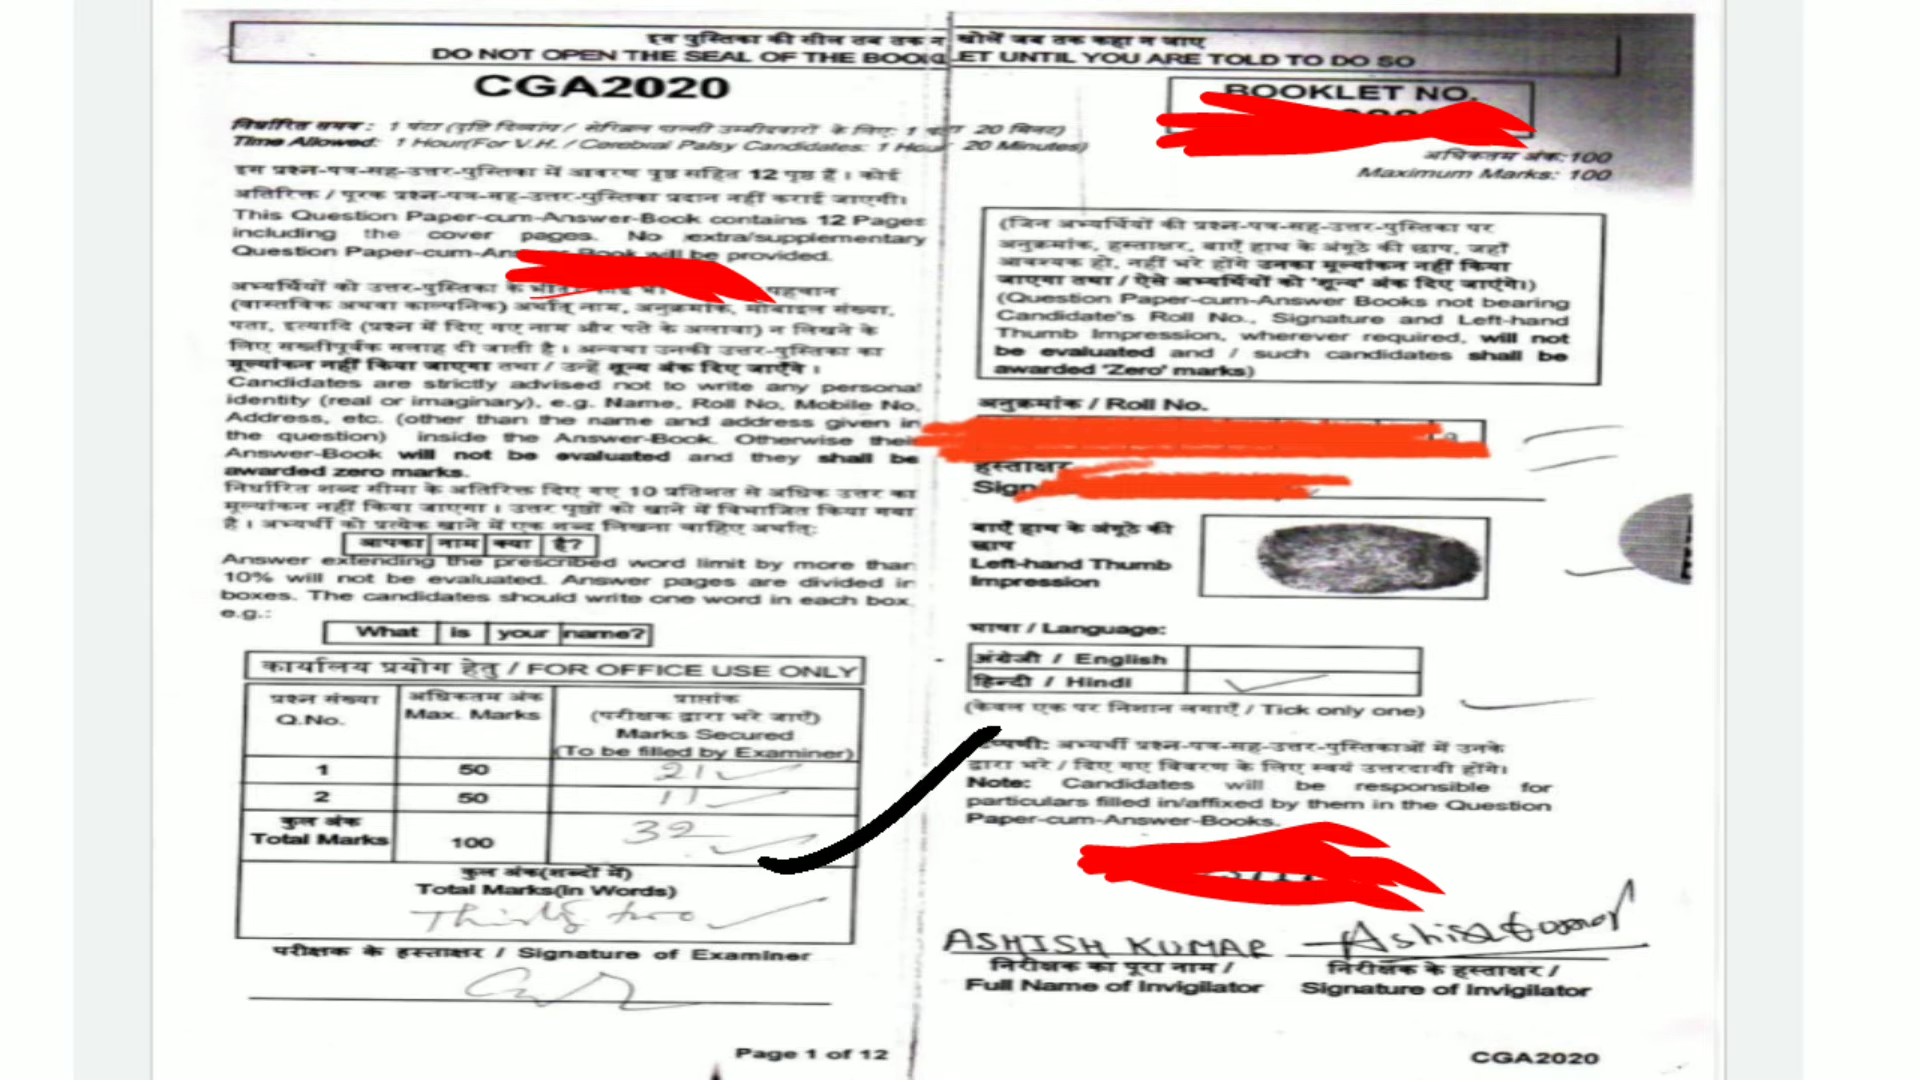 इस पुस्तिका की सील तब तक न खोलें जब तक कहा न जाए
DO NOT OPEN THE SEAL OF THE BOOKLET UNTIL YOU ARE TOLD TO DO SO
CGA2020
BOOKLET NO.
निर्धारित समय : 1 घंटा (दृष्टि दिव्यांग / सेरिब्रल पाल्सी उम्मीदवारों के लिए: 1 घंटा 20 मिनट)
Time Allowed: 1 Hour(For V.H. / Cerebral Palsy Candidates: 1 Hour 20 Minutes)
अधिकतम अंक:100
Maximum Marks: 100
इस प्रश्न-पत्र-सह-उत्तर-पुस्तिका में आवरण पृष्ठ सहित 12 पृष्ठ हैं । कोई
अतिरिक्त / पूरक प्रश्न-पत्र-सह-उत्तर-पुस्तिका प्रदान नहीं कराई जाएगी।
This Question Paper-cum-Answer-Book contains 12 Pages
including the cover pages. No extra/supplementary
Question Paper-cum-Answer Book will be provided.
अभ्यर्थियों को उत्तर-पुस्तिका के पहचान
(वास्तविक अथवा काल्पनिक) अर्थात् नाम, अनुक्रमांक, मोबाइल संख्या,
पता, इत्यादि (प्रश्न में दिए गए नाम और पते के अलावा) न लिखने के
लिए सख्तीपूर्वक सलाह दी जाती है । अन्यथा उनकी उत्तर-पुस्तिका का
मूल्यांकन नहीं किया जाएगा तथा / उन्हें शून्य अंक दिए जाएँगे ।
Candidates are strictly advised not to write any personal
identity (real or imaginary), e.g. Name, Roll No, Mobile No,
Address, etc. (other than the name and address given in
the question) inside the Answer-Book. Otherwise their
Answer-Book will not be evaluated and they shall be
awarded zero marks.
निर्धारित शब्द सीमा के अतिरिक्त दिए गए 10 प्रतिशत से अधिक उत्तर का
मूल्यांकन नहीं किया जाएगा । उत्तर पृष्ठों को खाने में विभाजित किया गया
है । अभ्यर्थी को प्रत्येक खाने में एक शब्द लिखना चाहिए अर्थात्:
आपका नाम क्या है?
Answer extending the prescribed word limit by more than
10% will not be evaluated. Answer pages are divided in
boxes. The candidates should write one word in each box,
e.g.:
What is your name?
कार्यालय प्रयोग हेतु / FOR OFFICE USE ONLY
प्रश्न संख्या अधिकतम अंक प्राप्तांक
Q.No. Max. Marks (परीक्षक द्वारा भरे जाएँ)
Marks Secured
(To be filled by Examiner)
1 50 21
2 50 11
कुल अंक
Total Marks 100 32
कुल अंक(शब्दों में)
Total Marks(In Words)
Thirty two
परीक्षक के हस्ताक्षर / Signature of Examiner
Page 1 of 12
(जिन अभ्यर्थियों की प्रश्न-पत्र-सह-उत्तर-पुस्तिका पर
अनुक्रमांक, हस्ताक्षर, बाएँ हाथ के अंगूठे की छाप, जहाँ
आवश्यक हो, नहीं भरे होंगे उनका मूल्यांकन नहीं किया
जाएगा तथा / ऐसे अभ्यर्थियों को 'शून्य' अंक दिए जाएंगे।)
(Question Paper-cum-Answer Books not bearing
Candidate's Roll No., Signature and Left-hand
Thumb Impression, wherever required, will not
be evaluated and / such candidates shall be
awarded 'Zero' marks)
अनुक्रमांक / Roll No.
हस्ताक्षर
बाएँ हाथ के अंगूठे की
छाप
Left-hand Thumb
Impression
भाषा / Language:
अंग्रेजी / English
हिन्दी / Hindi
(केवल एक पर निशान लगाएँ / Tick only one)
टिप्पणी: अभ्यर्थी प्रश्न-पत्र-सह-उत्तर-पुस्तिकाओं में उनके
द्वारा भरे / दिए गए विवरण के लिए स्वयं उत्तरदायी होंगे।
Note: Candidates will be responsible for
particulars filled in/affixed by them in the Question
Paper-cum-Answer-Books.
ASHISH KUMAR Ashish Kumar
निरीक्षक का पूरा नाम / निरीक्षक के हस्ताक्षर /
Full Name of Invigilator Signature of Invigilator
CGA2020